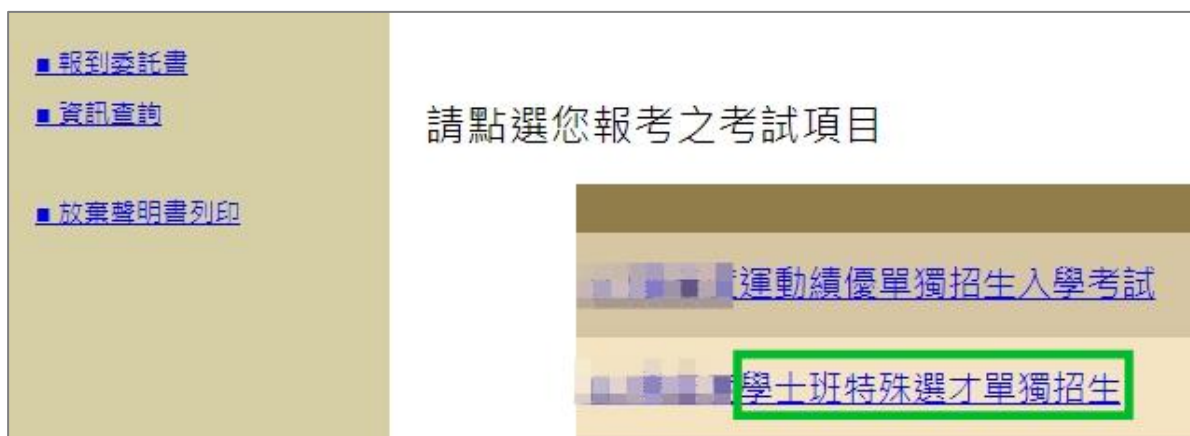 ■ 報到委託書
■ 資訊查詢
■ 放棄聲明書列印
請點選您報考之考試項目
運動績優單獨招生入學考試
學士班特殊選才單獨招生